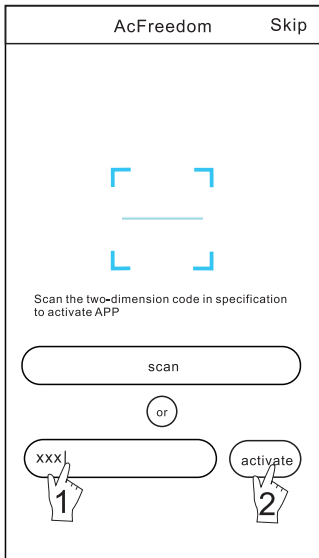 AcFreedom Skip
Scan the two-dimension code in specification
to activate APP
scan
or
xxx activate
1 2